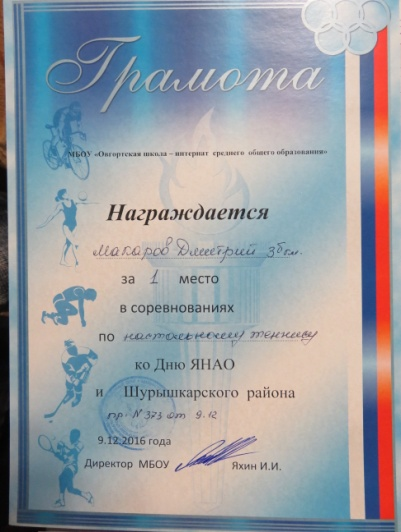 Грамота
МБОУ «Овгортская школа – интернат среднего общего образования»
Награждается
Макаров Дмитрий 3б кл.
за 1 место
в соревнованиях
по настольному теннису
ко Дню ЯНАО
и Шурышкарского района
пр. N 373 от 9.12
9.12.2016 года
Директор МБОУ Яхин И.И.